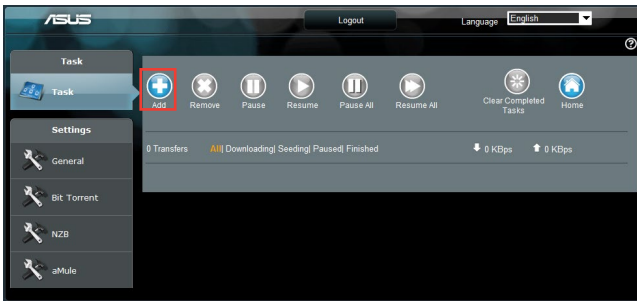 ASUS
Logout
Language English
Task
Task
Add Remove Pause Resume Pause All Resume All Clear Completed Tasks Home
Settings
0 Transfers All| Downloading| Seeding| Paused| Finished 0 KBps 0 KBps
General
Bit Torrent
NZB
aMule